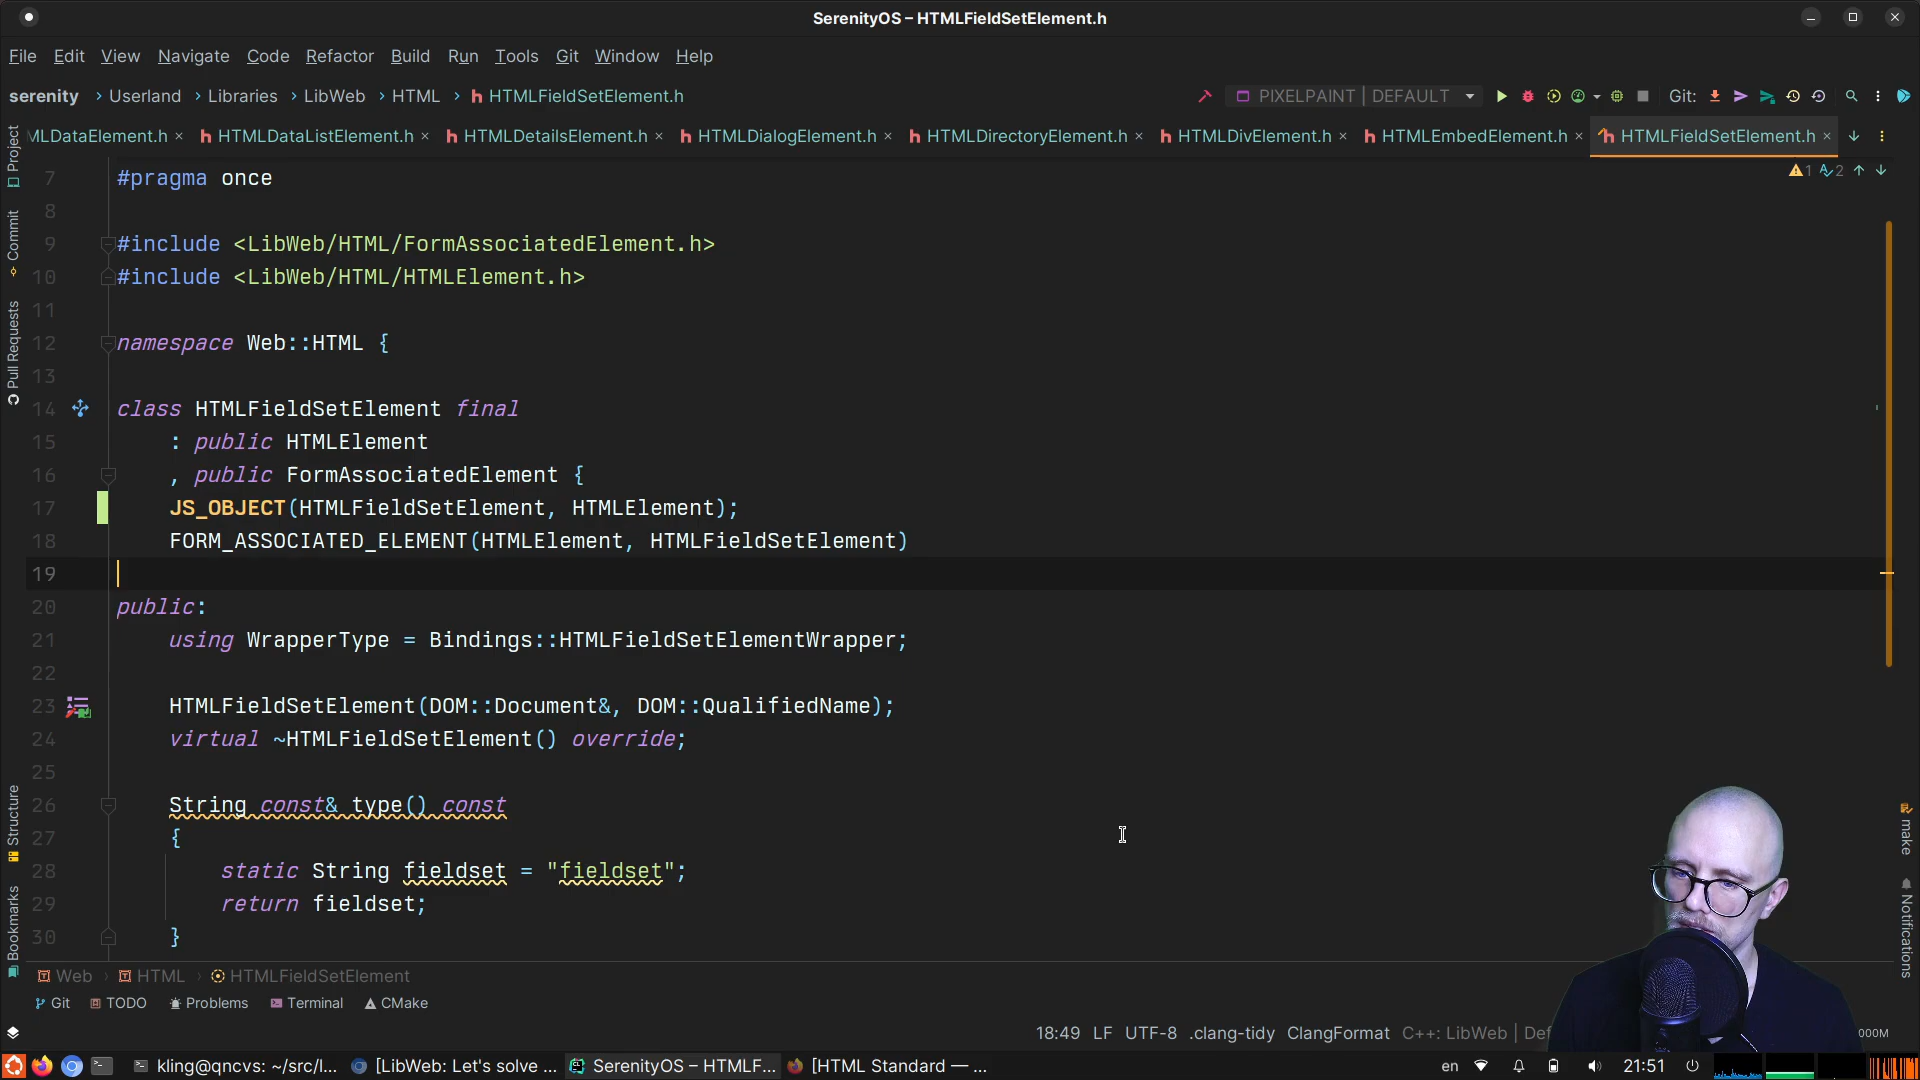 SerenityOS – HTMLFieldSetElement.h
File Edit View Navigate Code Refactor Build Run Tools Git Window Help
serenity › Userland › Libraries › LibWeb › HTML › HTMLFieldSetElement.h
PIXELPAINT | DEFAULT
Git:
MLDataElement.h × HTMLDataListElement.h × HTMLDetailsElement.h × HTMLDialogElement.h × HTMLDirectoryElement.h × HTMLDivElement.h × HTMLEmbedElement.h × HTMLFieldSetElement.h ×
1 2
Project
Commit
Pull Requests
Structure
Bookmarks
7 #pragma once
8
9 #include <LibWeb/HTML/FormAssociatedElement.h>
10 #include <LibWeb/HTML/HTMLElement.h>
11
12 namespace Web::HTML {
13
14 class HTMLFieldSetElement final
15 : public HTMLElement
16 , public FormAssociatedElement {
17 JS_OBJECT(HTMLFieldSetElement, HTMLElement);
18 FORM_ASSOCIATED_ELEMENT(HTMLElement, HTMLFieldSetElement)
19
20 public:
21 using WrapperType = Bindings::HTMLFieldSetElementWrapper;
22
23 HTMLFieldSetElement(DOM::Document&, DOM::QualifiedName);
24 virtual ~HTMLFieldSetElement() override;
25
26 String const& type() const
27 {
28 static String fieldset = "fieldset";
29 return fieldset;
30 }
make
Notifications
Web › HTML › HTMLFieldSetElement
Git TODO Problems Terminal CMake
18:49 LF UTF-8 .clang-tidy ClangFormat C++: LibWeb | Def
000M
kling@qncvs: ~/src/l... [LibWeb: Let's solve ... SerenityOS – HTMLF... [HTML Standard — ...
en 21:51